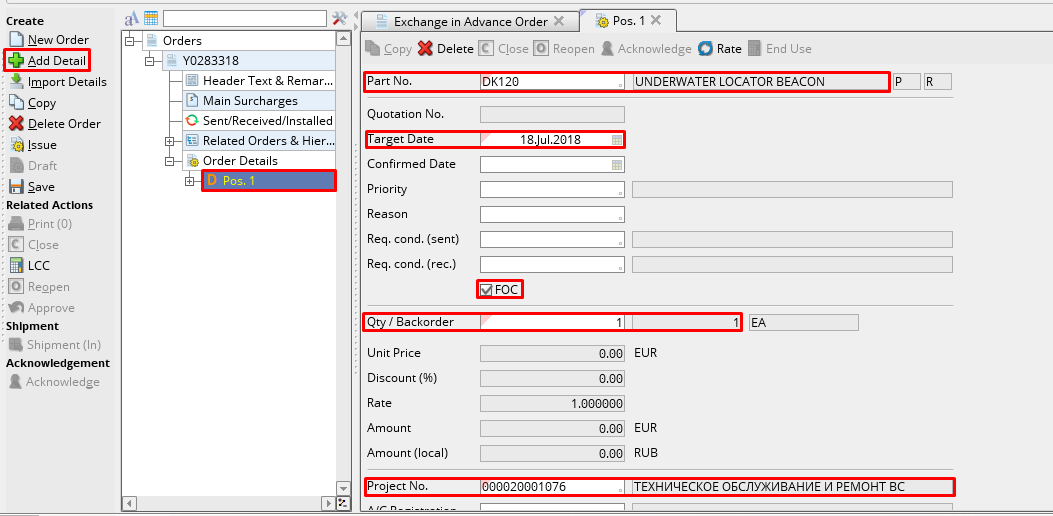 Create
New Order
Add Detail
Import Details
Copy
Delete Order
Issue
Draft
Save
Related Actions
Print (0)
Close
LCC
Reopen
Approve
Shipment
Shipment (In)
Acknowledgement
Acknowledge
Orders
Y0283318
Header Text & Remar...
Main Surcharges
Sent/Received/Installed
Related Orders & Hier...
Order Details
D Pos. 1
Exchange in Advance Order
Pos. 1
Copy Delete Close Reopen Acknowledge Rate End Use
Part No. DK120 UNDERWATER LOCATOR BEACON P R
Quotation No.
Target Date 18.Jul.2018
Confirmed Date
Priority
Reason
Req. cond. (sent)
Req. cond. (rec.)
FOC
Qty / Backorder 1 1 EA
Unit Price 0.00 EUR
Discount (%) 0.00
Rate 1.000000
Amount 0.00 EUR
Amount (local) 0.00 RUB
Project No. 000020001076 ТЕХНИЧЕСКОЕ ОБСЛУЖИВАНИЕ И РЕМОНТ ВС
A/C Registration